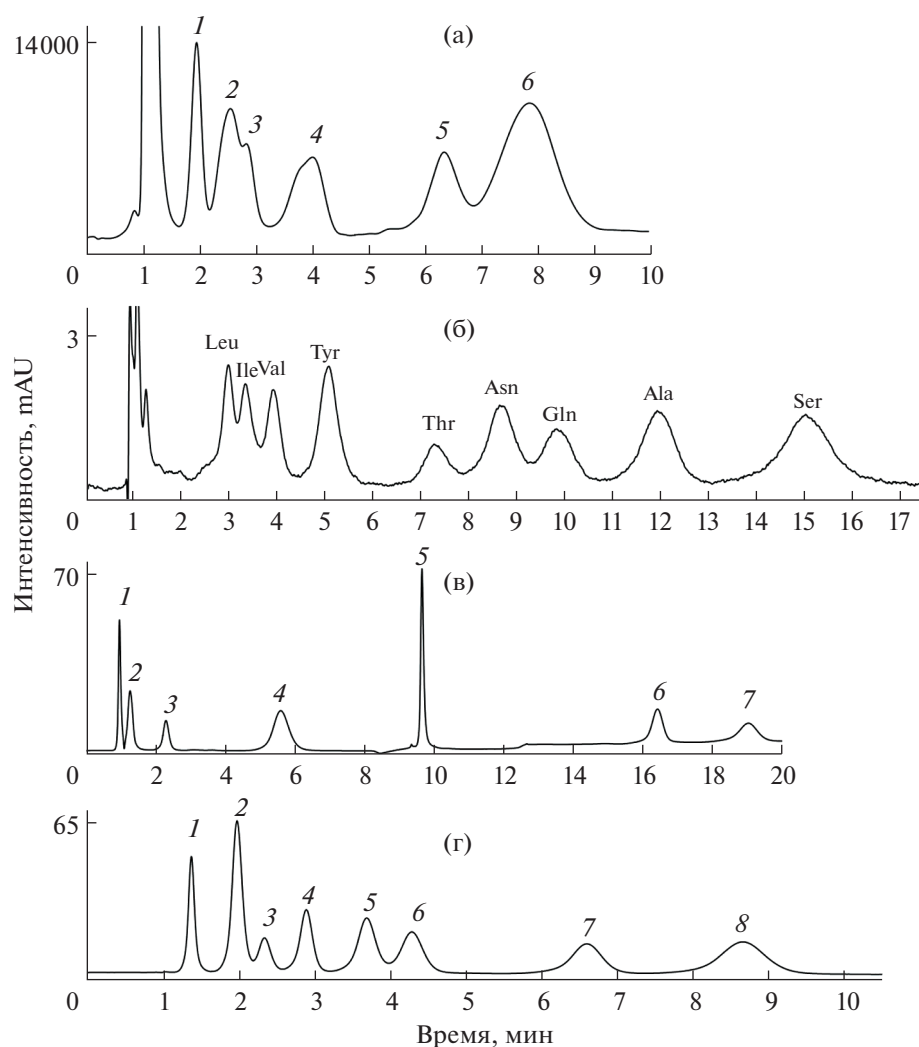 Интенсивность, mAU
(а)
14000
1
2
3
4
5
6
0 1 2 3 4 5 6 7 8 9 10
(б)
3
Leu
Ile
Val
Tyr
Thr
Asn
Gln
Ala
Ser
0 1 2 3 4 5 6 7 8 9 10 11 12 13 14 15 16 17
(в)
70
1
2
3
4
5
6
7
0 2 4 6 8 10 12 14 16 18 20
(г)
65
1
2
3
4
5
6
7
8
0 1 2 3 4 5 6 7 8 9 10
Время, мин